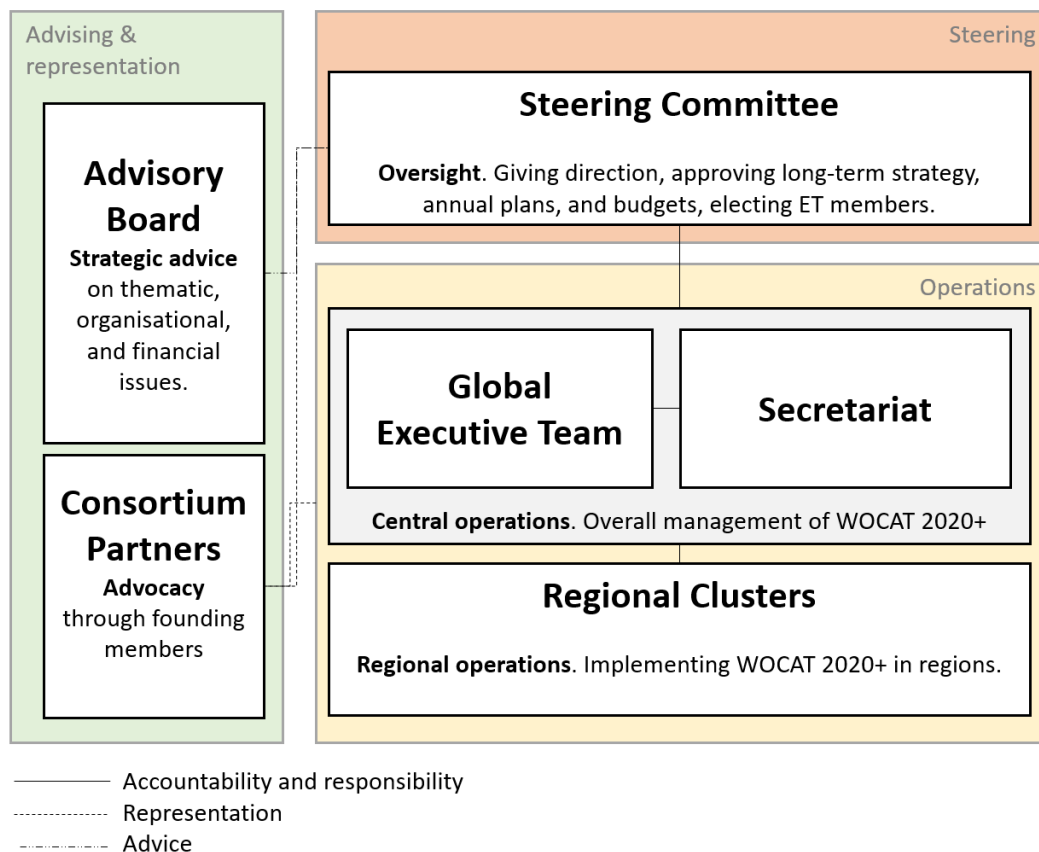 Advising &
representation
Advisory
Board
Strategic advice
on thematic,
organisational,
and financial
issues.
Consortium
Partners
Advocacy
through founding
members
Steering
Steering Committee
Oversight. Giving direction, approving long-term strategy,
annual plans, and budgets, electing ET members.
Operations
Global
Executive Team
Secretariat
Central operations. Overall management of WOCAT 2020+
Regional Clusters
Regional operations. Implementing WOCAT 2020+ in regions.
Accountability and responsibility
Representation
Advice